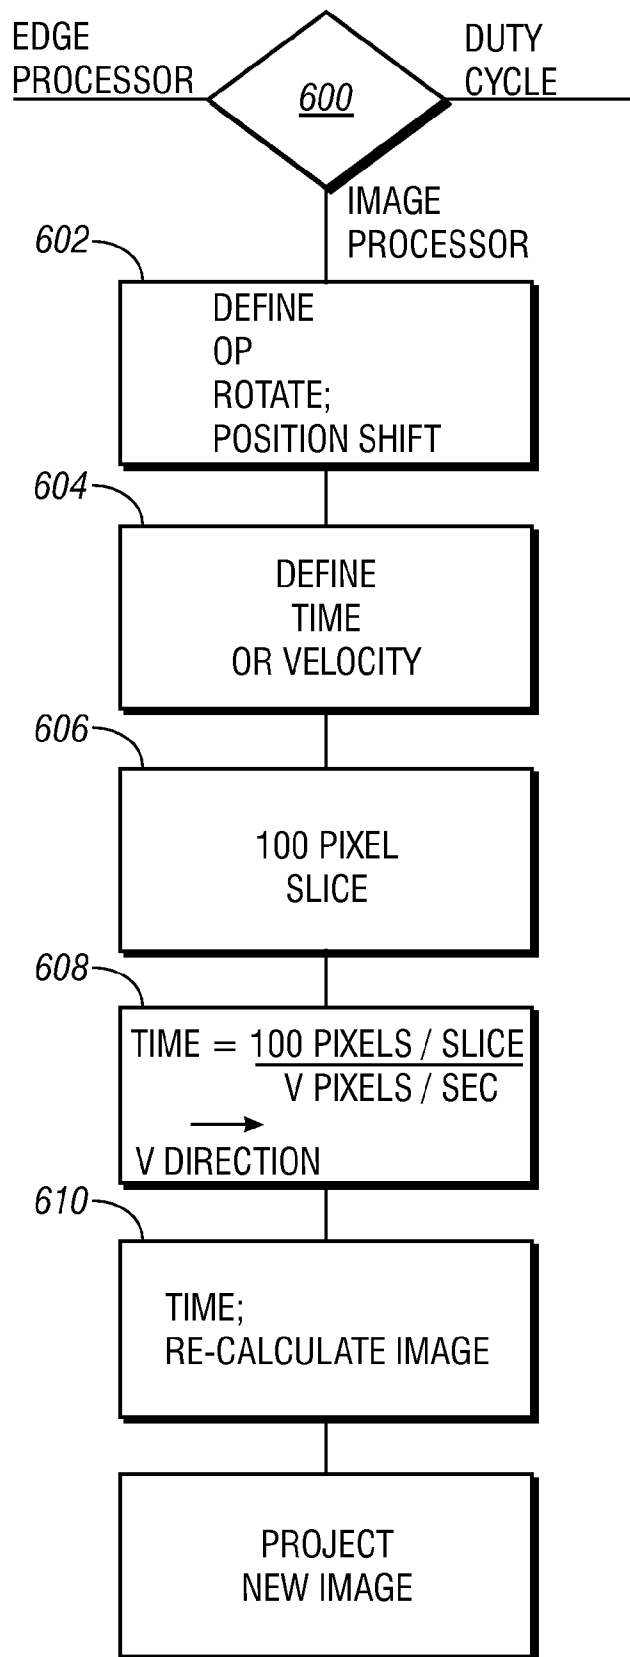 EDGE
PROCESSOR
600
DUTY
CYCLE
IMAGE
PROCESSOR
602
DEFINE
OP
ROTATE;
POSITION SHIFT
604
DEFINE
TIME
OR VELOCITY
606
100 PIXEL
SLICE
608
TIME = 100 PIXELS / SLICE
V PIXELS / SEC
V DIRECTION
610
TIME;
RE-CALCULATE IMAGE
PROJECT
NEW IMAGE